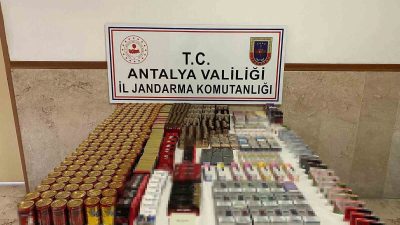 T.C.
ANTALYA VALİLİĞİ
İL JANDARMA KOMUTANLIĞI